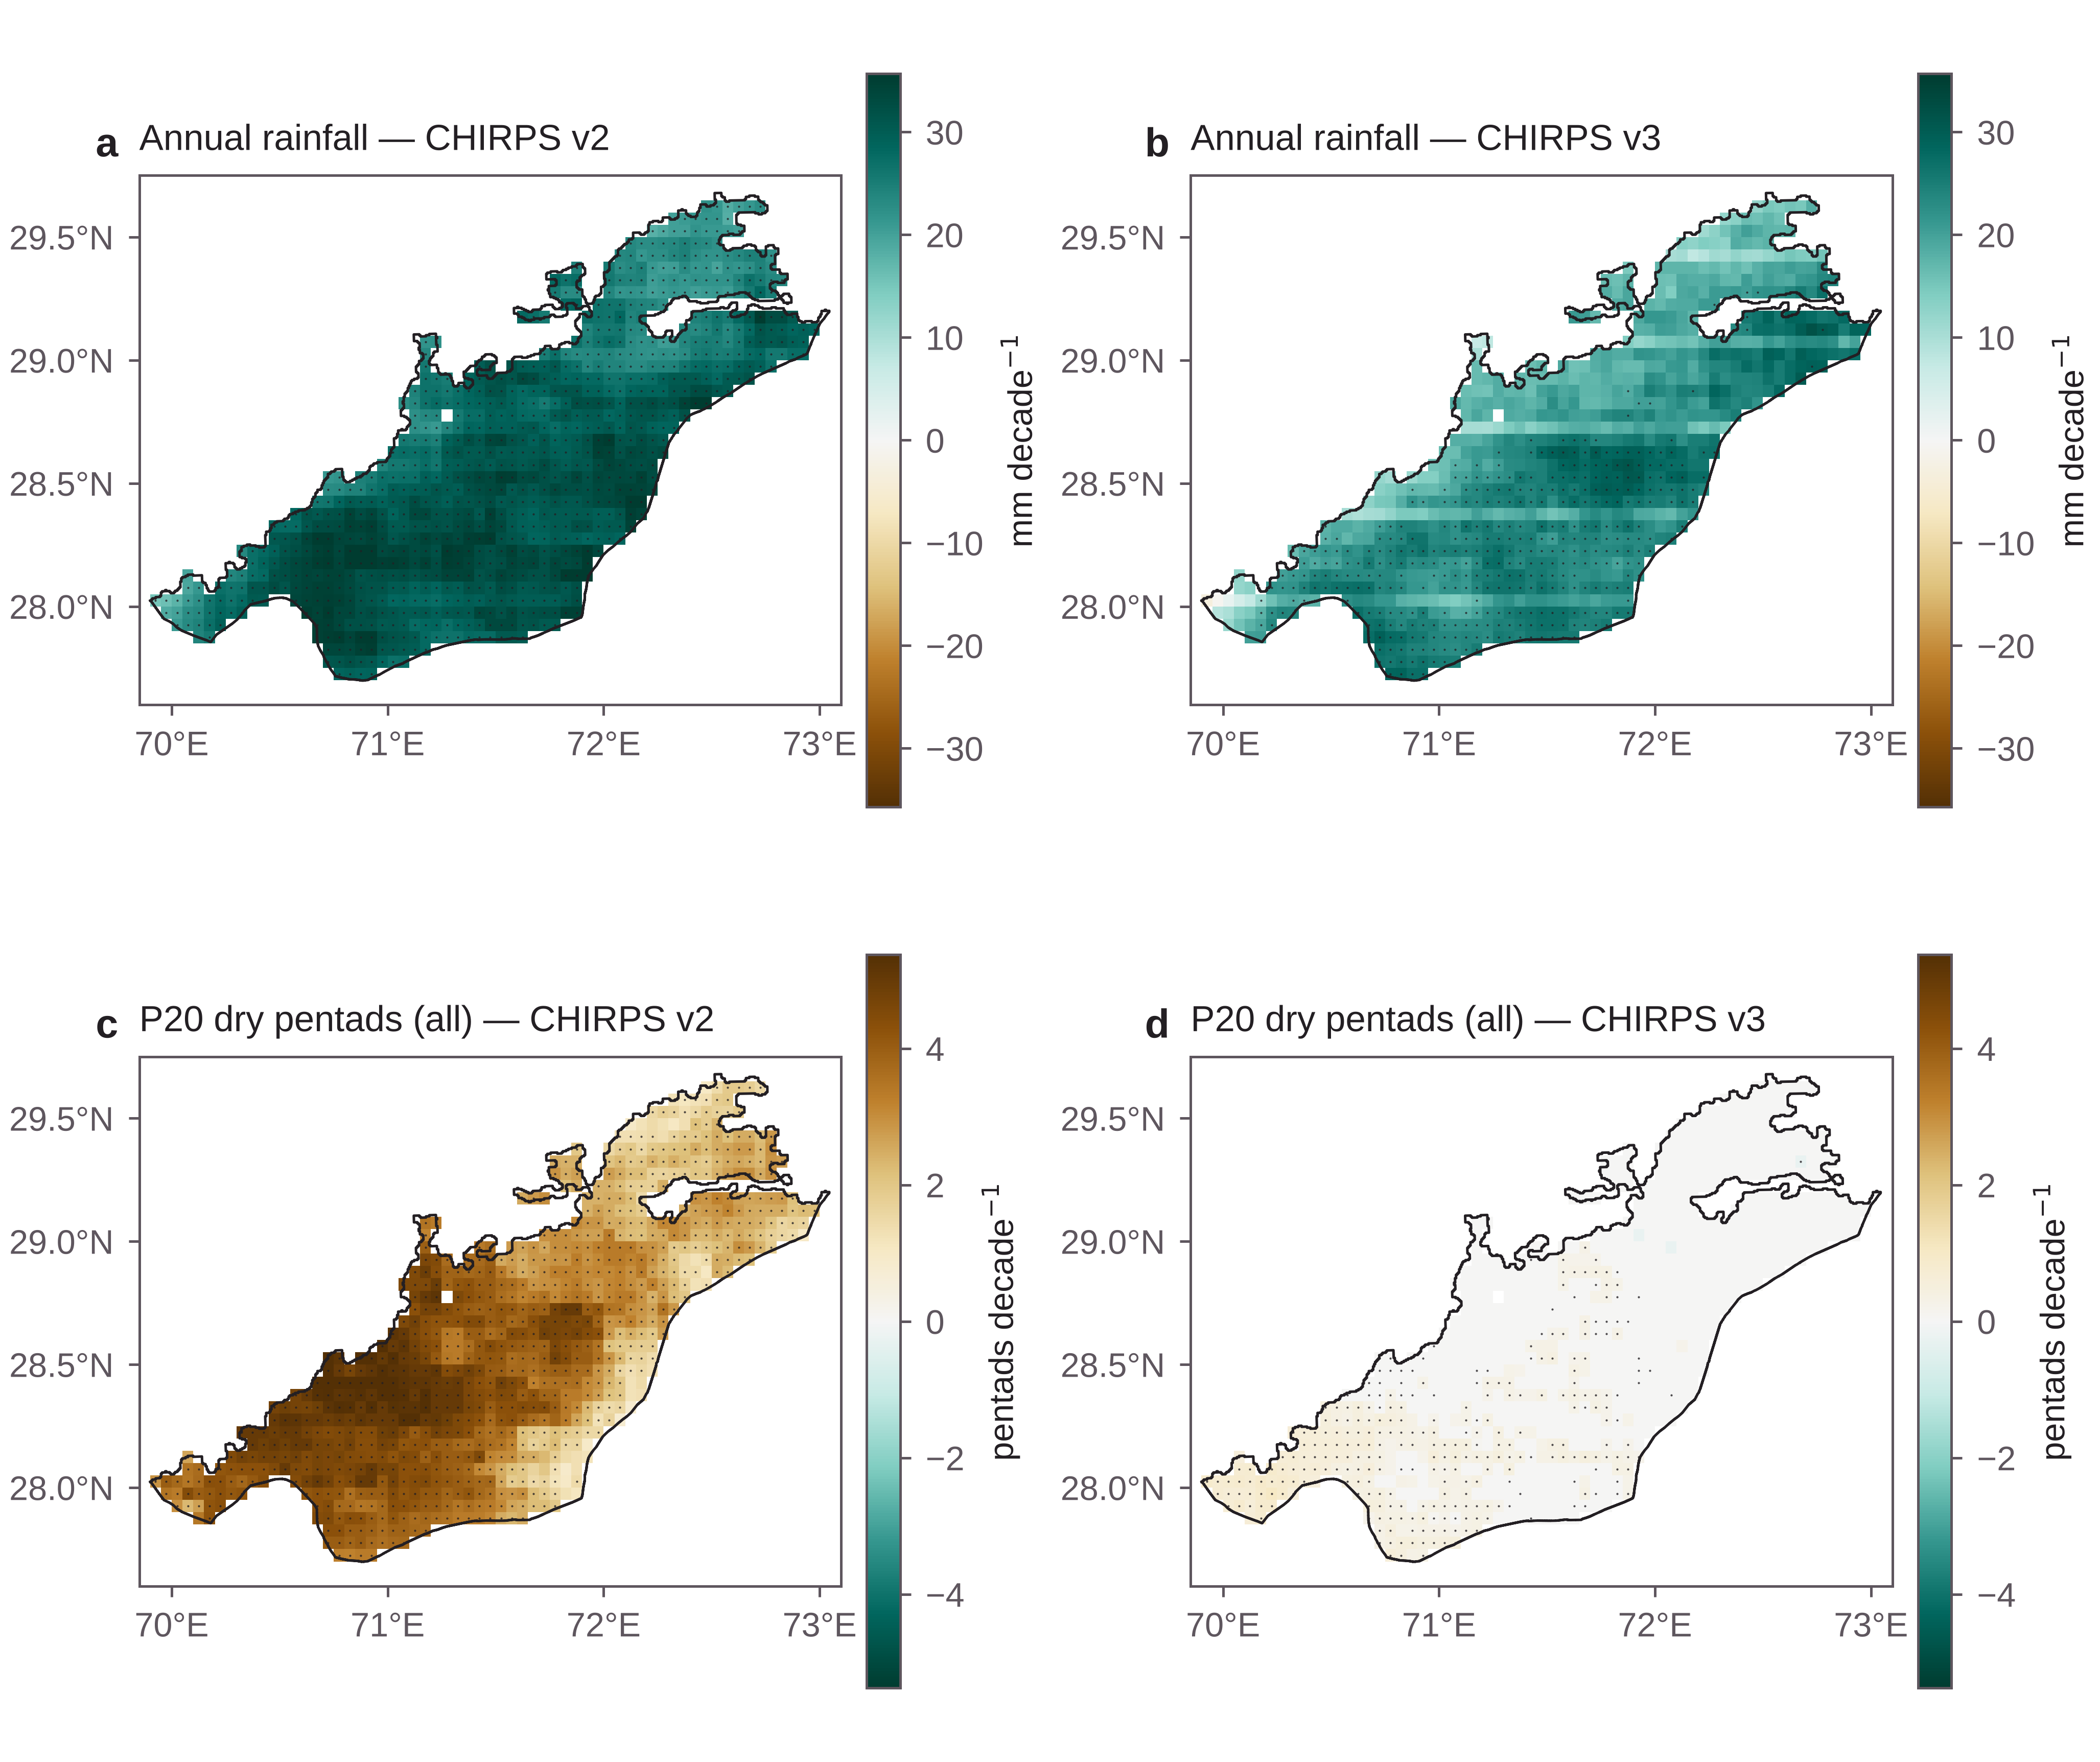 a Annual rainfall — CHIRPS v2
30
20
10
0
−10
−20
−30
mm decade⁻¹
29.5°N
29.0°N
28.5°N
28.0°N
70°E 71°E 72°E 73°E
b Annual rainfall — CHIRPS v3
30
20
10
0
−10
−20
−30
mm decade⁻¹
29.5°N
29.0°N
28.5°N
28.0°N
70°E 71°E 72°E 73°E
c P20 dry pentads (all) — CHIRPS v2
4
2
0
−2
−4
pentads decade⁻¹
29.5°N
29.0°N
28.5°N
28.0°N
70°E 71°E 72°E 73°E
d P20 dry pentads (all) — CHIRPS v3
4
2
0
−2
−4
pentads decade⁻¹
29.5°N
29.0°N
28.5°N
28.0°N
70°E 71°E 72°E 73°E